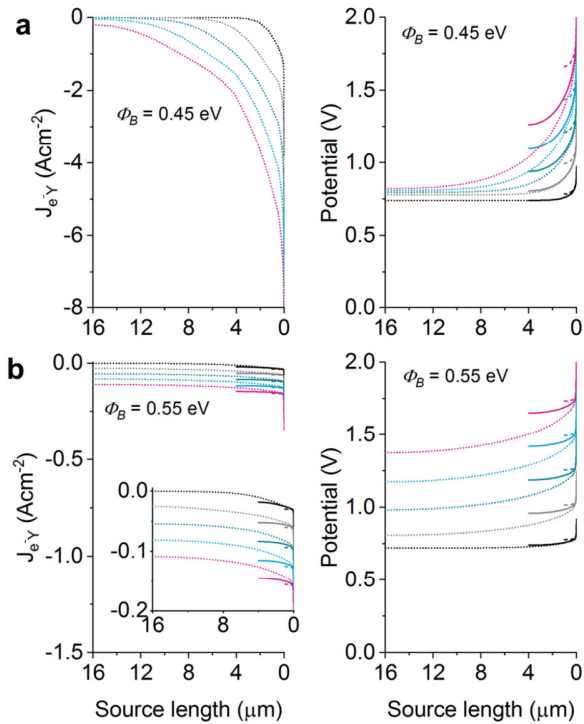 a
0
-2
-4
-6
-8
J_e-Y (Acm⁻²)
Φ_B = 0.45 eV
16 12 8 4 0
2.0
1.5
1.0
0.5
0.0
Potential (V)
Φ_B = 0.45 eV
16 12 8 4 0
b
0.0
-0.5
-1.0
-1.5
J_e-Y (Acm⁻²)
Φ_B = 0.55 eV
0.0
-0.1
-0.2
16 8 0
16 12 8 4 0
Source length (μm)
2.0
1.5
1.0
0.5
0.0
Potential (V)
Φ_B = 0.55 eV
16 12 8 4 0
Source length (μm)